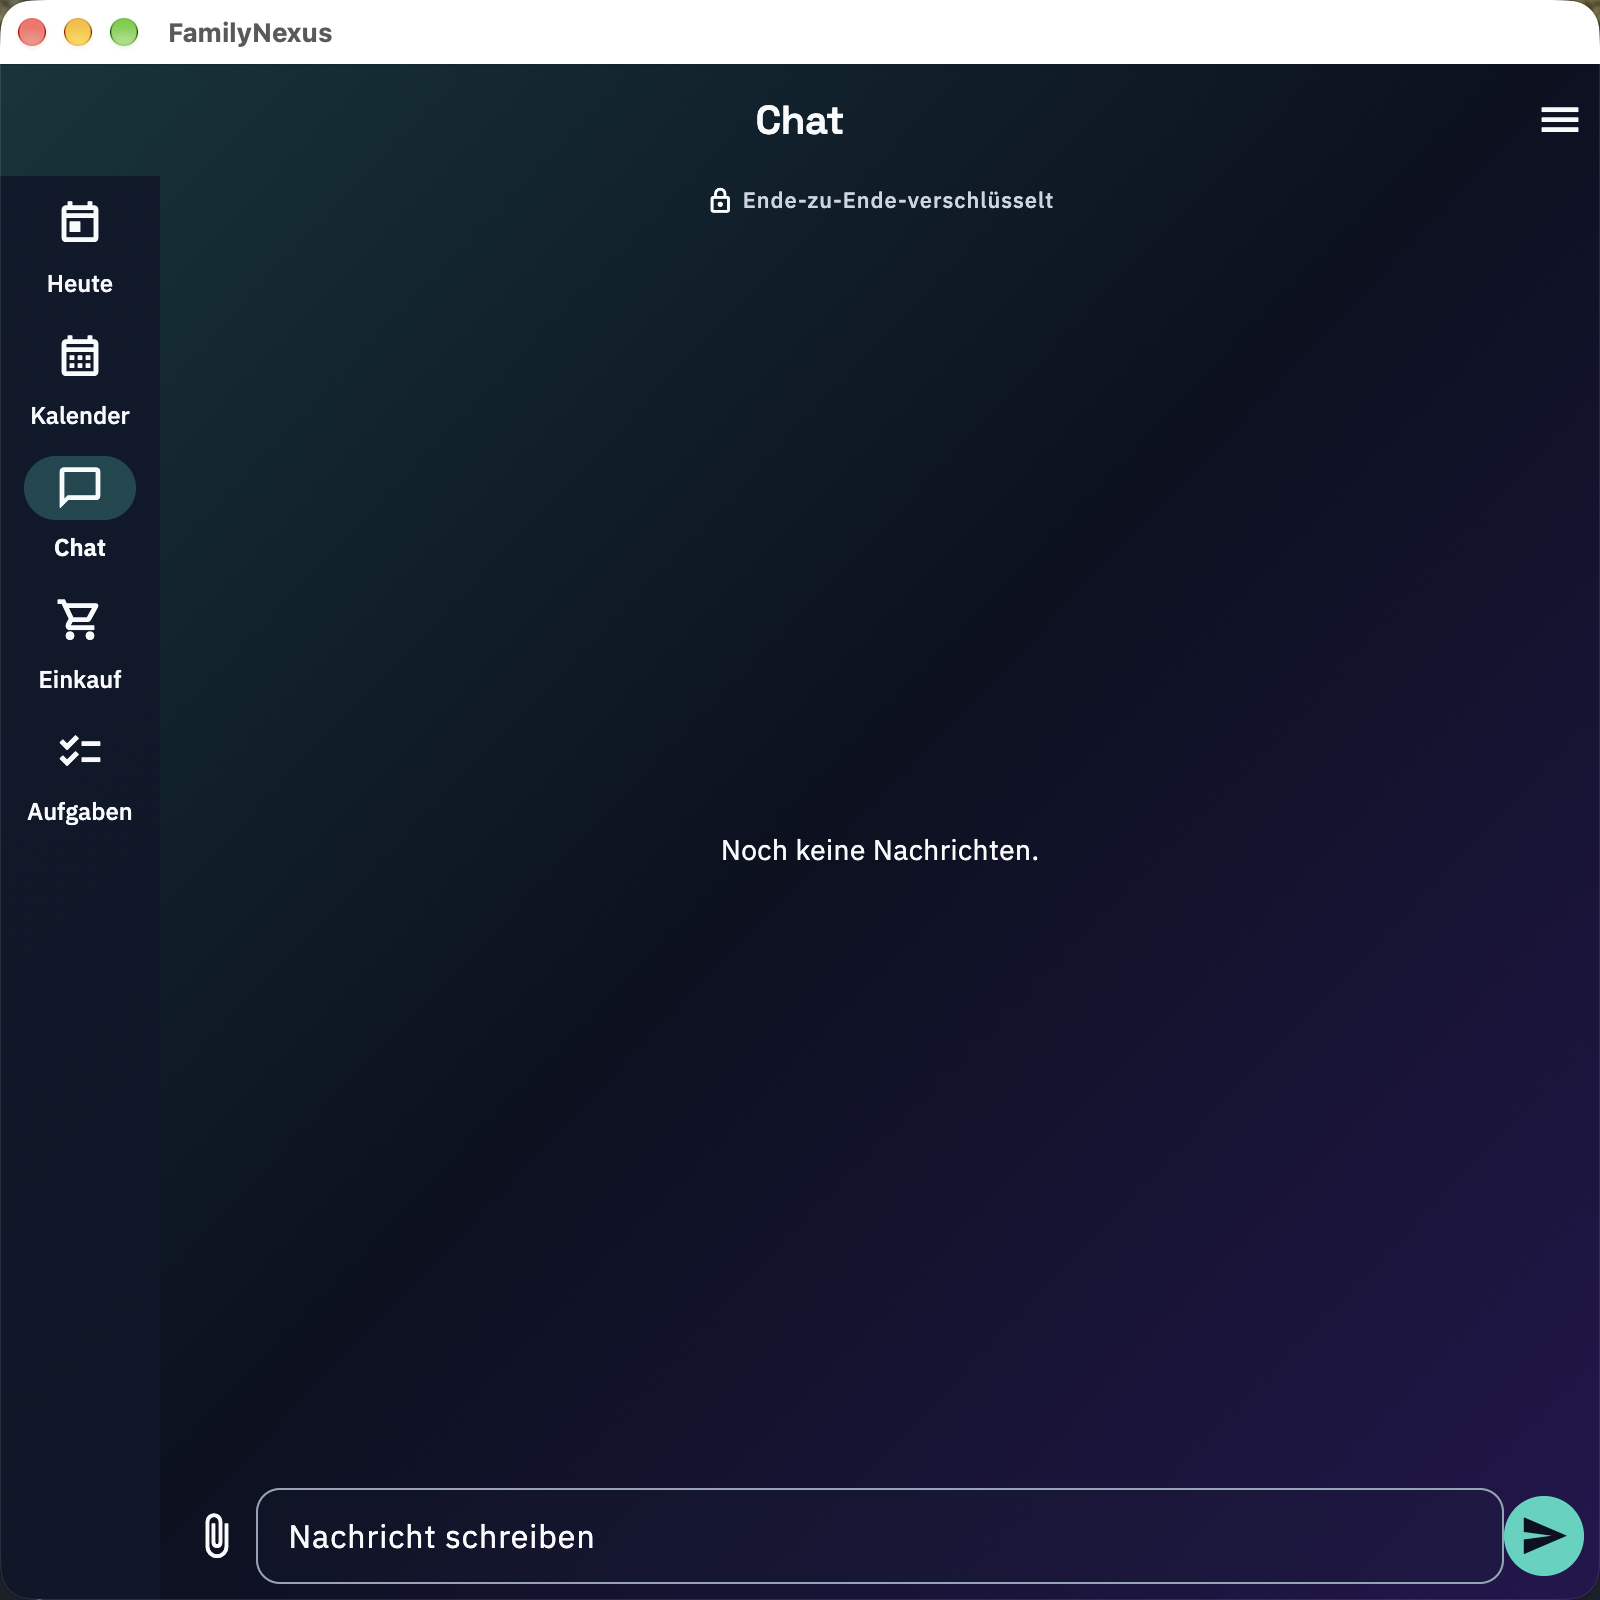 FamilyNexus
Chat
Ende-zu-Ende-verschlüsselt
Heute
Kalender
Chat
Einkauf
Aufgaben
Noch keine Nachrichten.
Nachricht schreiben